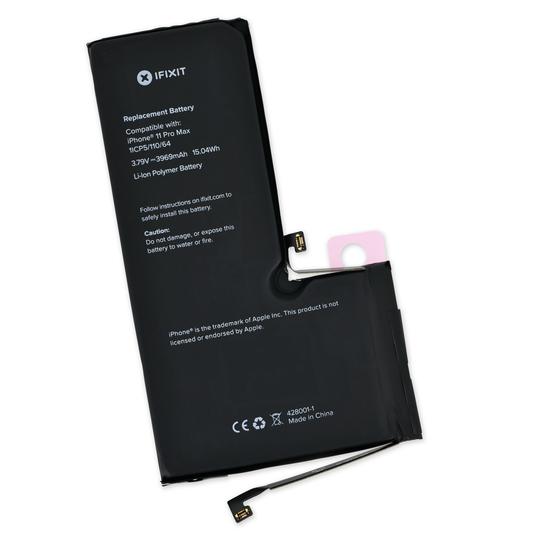 IFIXIT
Replacement Battery
Compatible with:
iPhone® 11 Pro Max
1ICP5/110/64
3.79V⎓3969mAh 15.04Wh
Li-Ion Polymer Battery
Follow instructions on ifixit.com to
safely install this battery.
Caution:
Do not damage, or expose this
battery to water or fire.
iPhone® is the trademark of Apple Inc. This product is not
licensed or endorsed by Apple.
CE
428001-1
Made in China